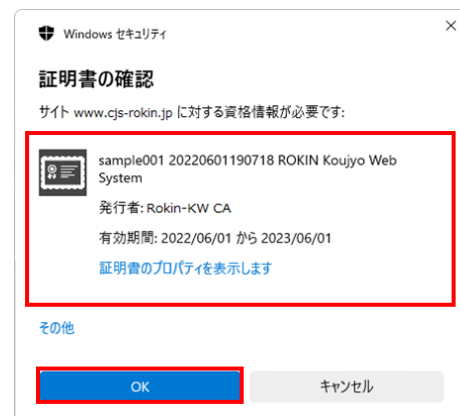 Windows セキュリティ
証明書の確認
サイト www.cjs-rokin.jp に対する資格情報が必要です:
sample001 20220601190718 ROKIN Koujyo Web
System
発行者: Rokin-KW CA
有効期間: 2022/06/01 から 2023/06/01
証明書のプロパティを表示します
その他
OK
キャンセル